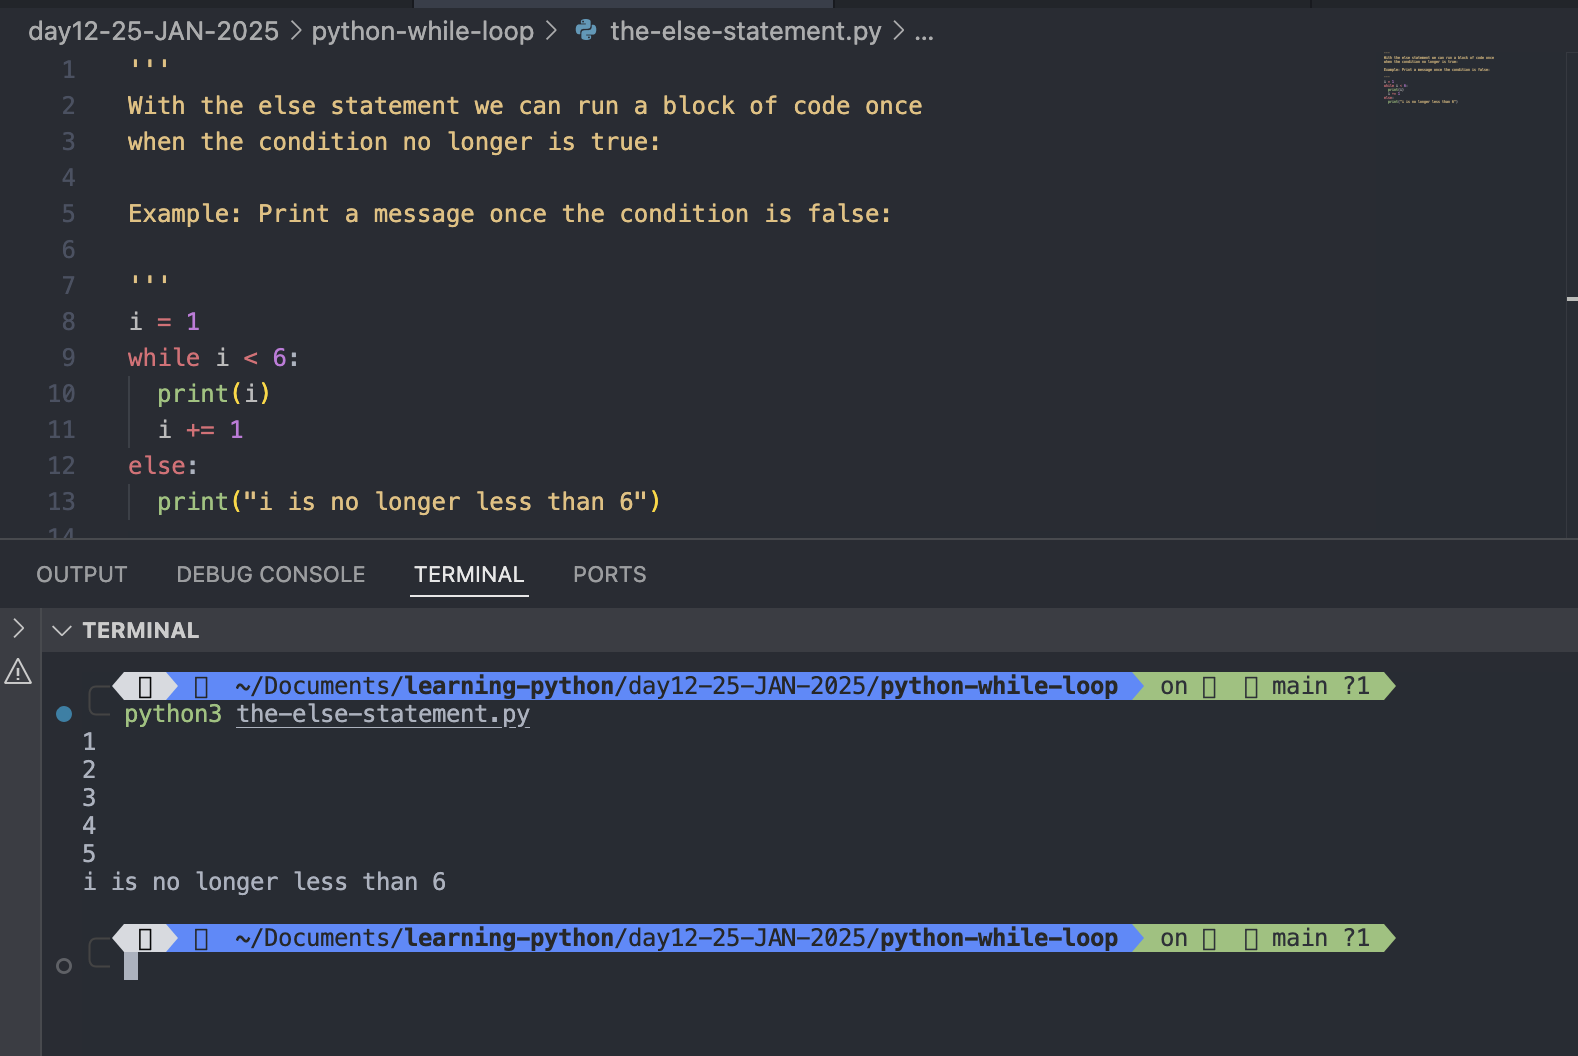 day12-25-JAN-2025 > python-while-loop > the-else-statement.py > ...
1 '''
2 With the else statement we can run a block of code once
3 when the condition no longer is true:
4
5 Example: Print a message once the condition is false:
6
7 '''
8 i = 1
9 while i < 6:
10   print(i)
11   i += 1
12 else:
13   print("i is no longer less than 6")
14
OUTPUT DEBUG CONSOLE TERMINAL PORTS
TERMINAL
~/Documents/learning-python/day12-25-JAN-2025/python-while-loop on main ?1
python3 the-else-statement.py
1
2
3
4
5
i is no longer less than 6
~/Documents/learning-python/day12-25-JAN-2025/python-while-loop on main ?1